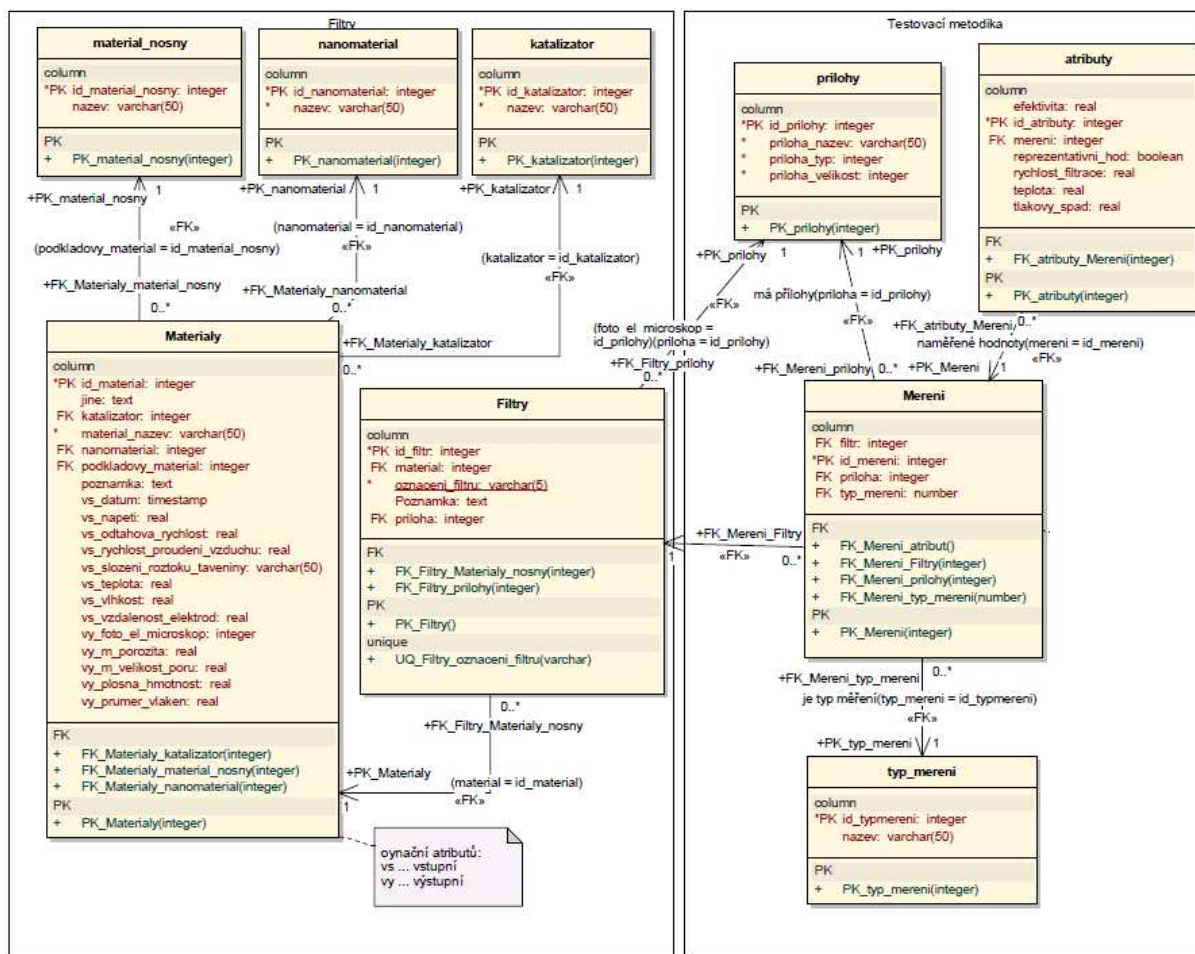 Filtry
material_nosny
column
*PK id_material_nosny: integer
* nazev: varchar(50)
PK
+ PK_material_nosny(integer)
nanomaterial
column
*PK id_nanomaterial: integer
* nazev: varchar(50)
PK
+ PK_nanomaterial(integer)
katalizator
column
*PK id_katalizator: integer
* nazev: varchar(50)
PK
+ PK_katalizator(integer)
+PK_material_nosny
1
«FK»
(podkladovy_material = id_material_nosny)
+FK_Materialy_material_nosny
0..*
+PK_nanomaterial
1
(nanomaterial = id_nanomaterial)
«FK»
+FK_Materialy_nanomaterial
0..*
+PK_katalizator
1
(katalizator = id_katalizator)
«FK»
+FK_Materialy_katalizator
0..*
Materialy
column
*PK id_material: integer
jine: text
FK katalizator: integer
* material_nazev: varchar(50)
FK nanomaterial: integer
FK podkladovy_material: integer
poznamka: text
vs_datum: timestamp
vs_napeti: real
vs_odtahova_rychlost: real
vs_rychlost_proudeni_vzduchu: real
vs_slozeni_roztoku_taveniny: varchar(50)
vs_teplota: real
vs_vlhkost: real
vs_vzdalenost_elektrod: real
vy_foto_el_microskop: integer
vy_m_porozita: real
vy_m_velikost_poru: real
vy_plosna_hmotnost: real
vy_prumer_vlaken: real
FK
+ FK_Materialy_katalizator(integer)
+ FK_Materialy_material_nosny(integer)
+ FK_Materialy_nanomaterial(integer)
PK
+ PK_Materialy(integer)
(foto_el_microskop =
id_prilohy)(priloha = id_prilohy)
+FK_Filtry_prilohy
0..*
«FK»
+PK_prilohy
1
Filtry
column
*PK id_filtr: integer
FK material: integer
* oznaceni_filtru: varchar(5)
Poznamka: text
FK priloha: integer
FK
+ FK_Filtry_Materialy_nosny(integer)
+ FK_Filtry_prilohy(integer)
PK
+ PK_Filtry()
unique
+ UQ_Filtry_oznaceni_filtru(varchar)
0..*
+FK_Filtry_Materialy_nosny
+PK_Materialy
(material = id_material)
1
«FK»
oynační atributů:
vs ... vstupní
vy ... výstupní
Testovací metodika
prilohy
column
*PK id_prilohy: integer
* priloha_nazev: varchar(50)
* priloha_typ: integer
* priloha_velikost: integer
PK
+ PK_prilohy(integer)
atributy
column
efektivita: real
*PK id_atributy: integer
FK mereni: integer
reprezentativni_hod: boolean
rychlost_filtrace: real
teplota: real
tlakovy_spad: real
FK
+ FK_atributy_Mereni(integer)
PK
+ PK_atributy(integer)
1
+PK_prilohy
má přílohy(priloha = id_prilohy)
«FK»
+FK_Mereni_prilohy
0..*
0..*
+FK_atributy_Mereni
naměřené hodnoty(mereni = id_mereni)
«FK»
+PK_Mereni
1
Mereni
column
FK filtr: integer
*PK id_mereni: integer
FK priloha: integer
FK typ_mereni: number
FK
+ FK_Mereni_atribut()
+ FK_Mereni_Filtry(integer)
+ FK_Mereni_prilohy(integer)
+ FK_Mereni_typ_mereni(number)
PK
+ PK_Mereni(integer)
+FK_Mereni_Filtry
1
«FK»
0..*
0..*
+FK_Mereni_typ_mereni
je typ měření(typ_mereni = id_typmereni)
«FK»
+PK_typ_mereni
1
typ_mereni
column
*PK id_typmereni: integer
nazev: varchar(50)
PK
+ PK_typ_mereni(integer)